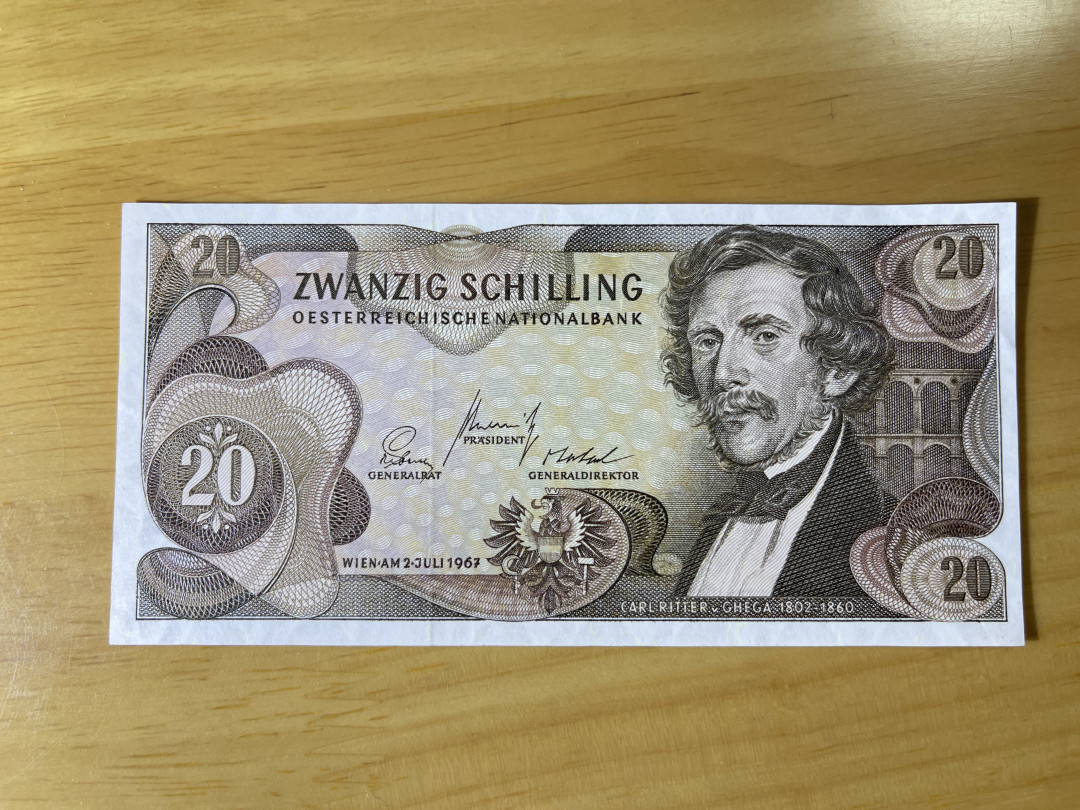 20
20
ZWANZIG SCHILLING
OESTERREICHISCHE NATIONALBANK
PRÄSIDENT
GENERALRAT
GENERALDIREKTOR
20
WIEN·AM 2·JULI 1967
20
CARL RITTER v. GHEGA 1802-1860